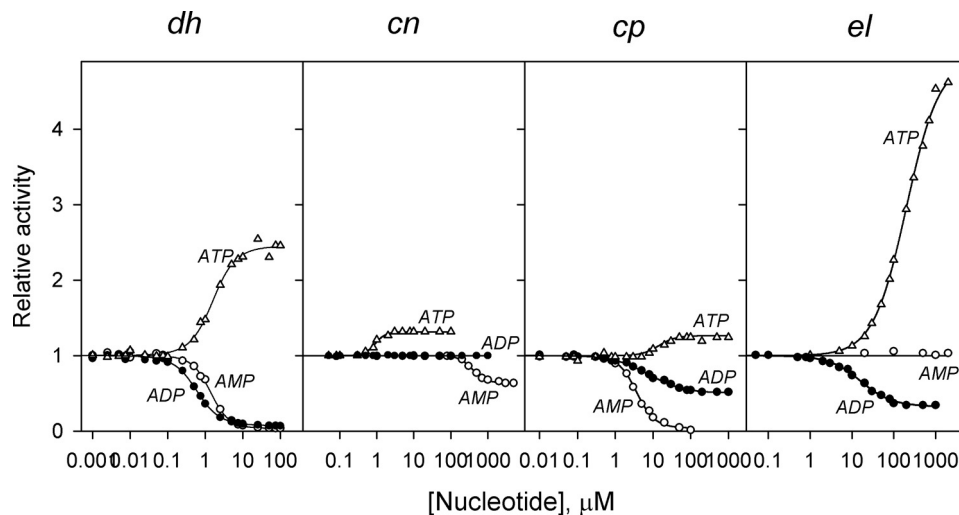 dh cn cp el
Relative activity
4
3
2
1
0
ATP
ADP
AMP
ATP
ADP
AMP
ATP
ADP
AMP
ATP
AMP
ADP
0.001 0.01 0.1 1 10 100
0.1 1 10 100 1000
0.01 0.1 1 10 100 1000
0.1 1 10 100 1000
[Nucleotide], μM